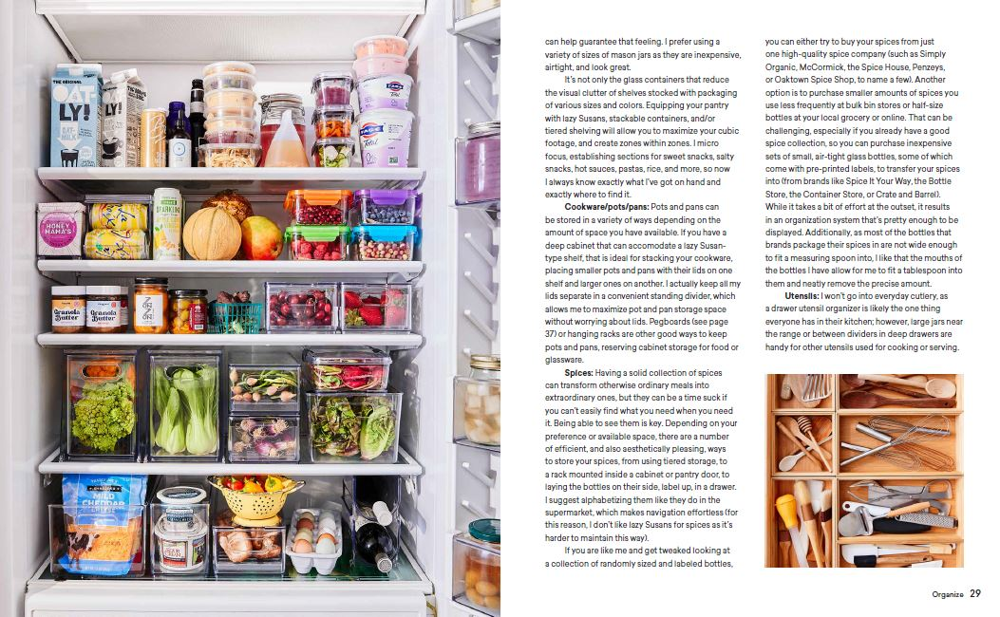 THE ORIGINAL
OAT-
LY!
OAT-
MILK
LY!
FAGE
Total
FAGE
Total
0%
HONEY
MAMA'S
SPARKLING
Granola
Butter
Granola
Butter
MILD
CHEDDAR
can help guarantee that feeling. I prefer using a
variety of sizes of mason jars as they are inexpensive,
airtight, and look great.
It's not only the glass containers that reduce
the visual clutter of shelves stocked with packaging
of various sizes and colors. Equipping your pantry
with lazy Susans, stackable containers, and/or
tiered shelving will allow you to maximize your cubic
footage, and create zones within zones. I micro
focus, establishing sections for sweet snacks, salty
snacks, hot sauces, pastas, rice, and more, so now
I always know exactly what I've got on hand and
exactly where to find it.
Cookware/pots/pans: Pots and pans can
be stored in a variety of ways depending on the
amount of space you have available. If you have a
deep cabinet that can accomodate a lazy Susan-
type shelf, that is ideal for stacking your cookware,
placing smaller pots and pans with their lids on one
shelf and larger ones on another. I actually keep all my
lids separate in a convenient standing divider, which
allows me to maximize pot and pan storage space
without worrying about lids. Pegboards (see page
37) or hanging racks are other good ways to keep
pots and pans, reserving cabinet storage for food or
glassware.
Spices: Having a solid collection of spices
can transform otherwise ordinary meals into
extraordinary ones, but they can be a time suck if
you can't easily find what you need when you need
it. Being able to see them is key. Depending on your
preference or available space, there are a number
of efficient, and also aesthetically pleasing, ways
to store your spices, from using tiered storage, to
a rack mounted inside a cabinet or pantry door, to
laying the bottles on their side, label up, in a drawer.
I suggest alphabetizing them like they do in the
supermarket, which makes navigation effortless (for
this reason, I don't like lazy Susans for spices as it's
harder to maintain this way).
If you are like me and get tweaked looking at
a collection of randomly sized and labeled bottles,
you can either try to buy your spices from just
one high-quality spice company (such as Simply
Organic, McCormick, the Spice House, Penzeys,
or Oaktown Spice Shop, to name a few). Another
option is to purchase smaller amounts of spices you
use less frequently at bulk bin stores or half-size
bottles at your local grocery or online. That can be
challenging, especially if you already have a good
spice collection, so you can purchase inexpensive
sets of small, air-tight glass bottles, some of which
come with pre-printed labels, to transfer your spices
into (from brands like Spice It Your Way, the Bottle
Store, the Container Store, or Crate and Barrel).
While it takes a bit of effort at the outset, it results
in an organization system that's pretty enough to be
displayed. Additionally, as most of the bottles that
brands package their spices in are not wide enough
to fit a measuring spoon into, I like that the mouths of
the bottles I have allow for me to fit a tablespoon into
them and neatly remove the precise amount.
Utensils: I won't go into everyday cutlery, as
a drawer utensil organizer is likely the one thing
everyone has in their kitchen; however, large jars near
the range or between dividers in deep drawers are
handy for other utensils used for cooking or serving.
Organize 29